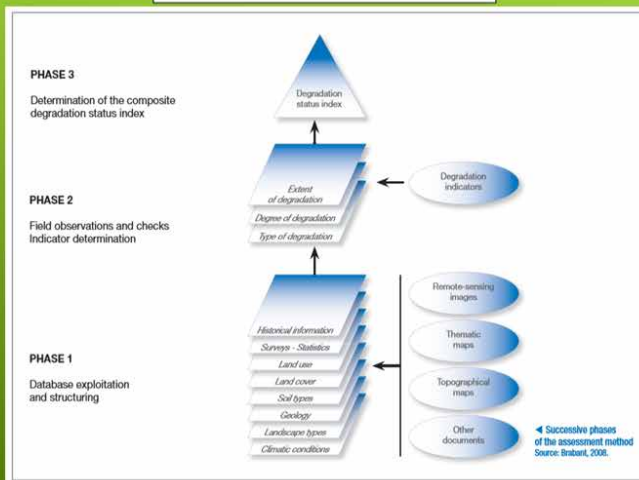 PHASE 3
Determination of the composite
degradation status index
Degradation
status index
PHASE 2
Field observations and checks
Indicator determination
Extent
of degradation
Degree of degradation
Type of degradation
Degradation
indicators
PHASE 1
Database exploitation
and structuring
Historical information
Surveys - Statistics
Land use
Land cover
Soil types
Geology
Landscape types
Climatic conditions
Remote-sensing
images
Thematic
maps
Topographical
maps
Other
documents
◄ Successive phases
of the assessment method
Source: Brabant, 2008.